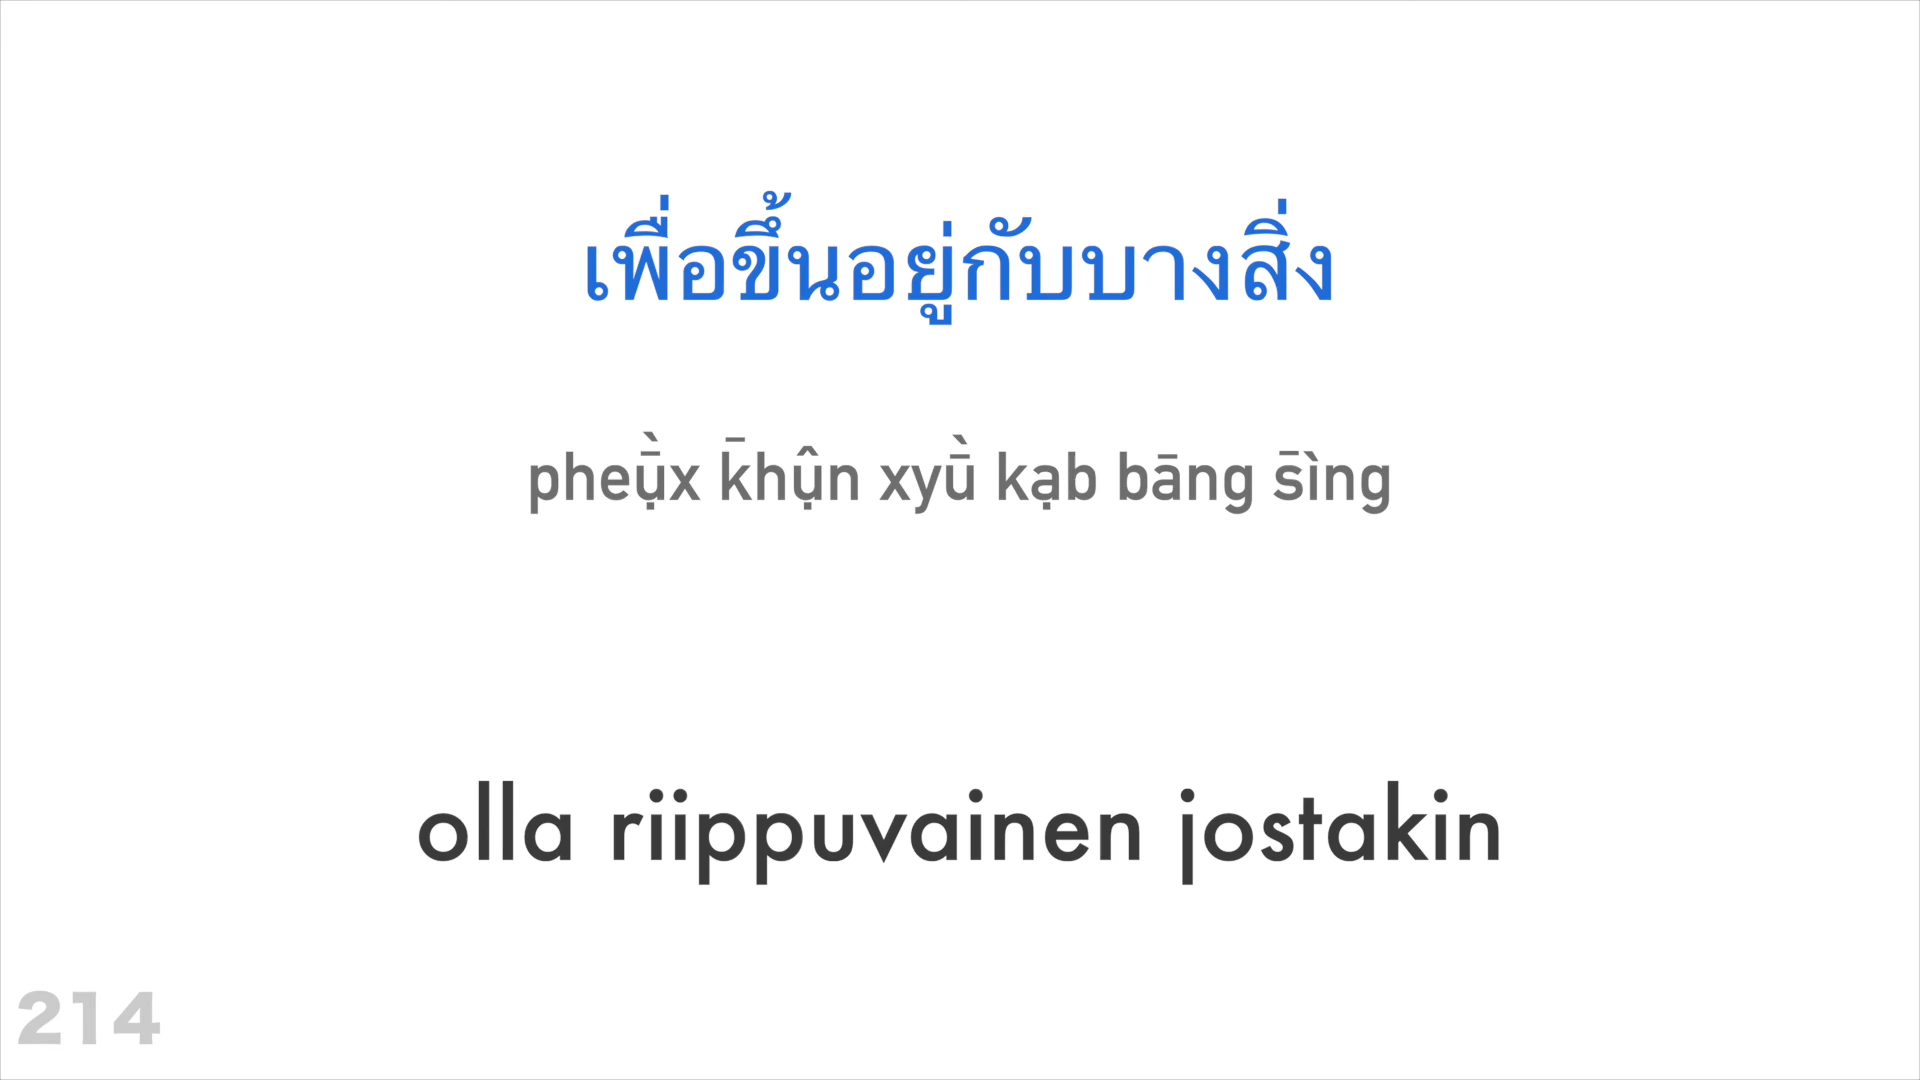 เพื่อขึ้นอยู่กับบางสิ่ง
pheụ̄̀x k̄hụ̂n xyū̀ kạb bāng s̄ìng
olla riippuvainen jostakin
214